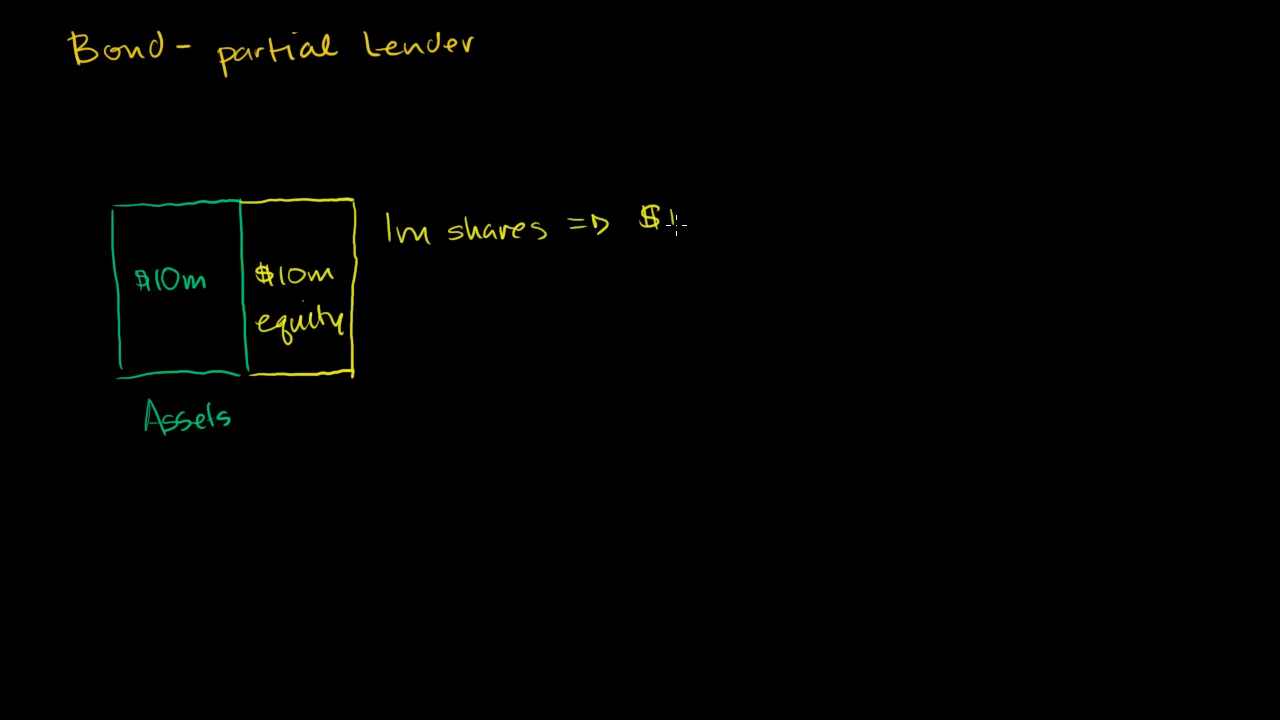 Bond - partial Lender
1m shares => $1
$10m
$10m
equity
Assets